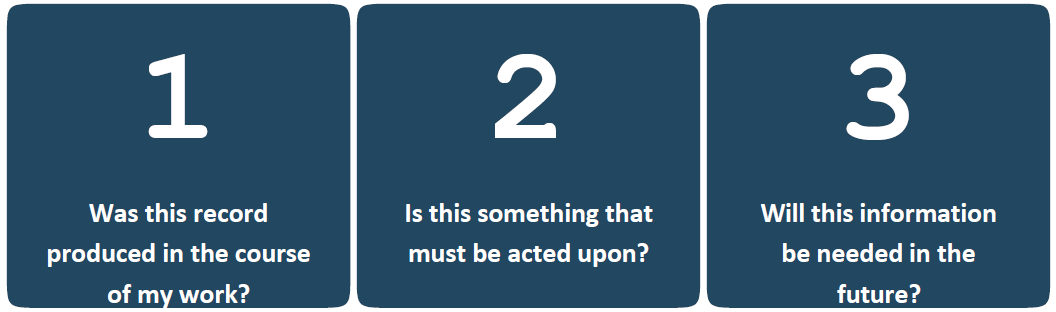 1
Was this record
produced in the course
of my work?
2
Is this something that
must be acted upon?
3
Will this information
be needed in the
future?